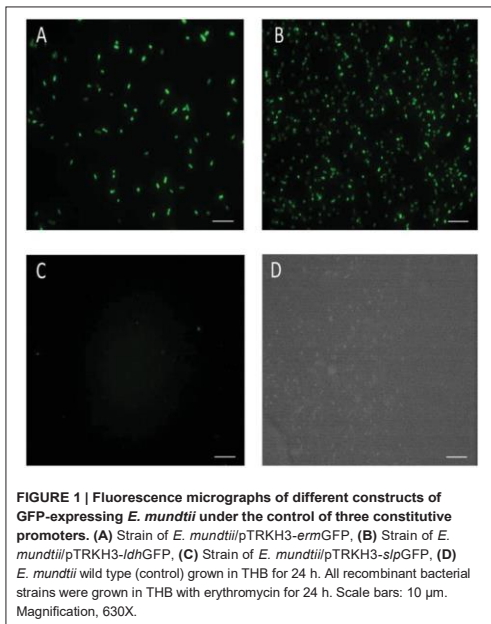 A
B
C
D
FIGURE 1 | Fluorescence micrographs of different constructs of
GFP-expressing E. mundtii under the control of three constitutive
promoters. (A) Strain of E. mundtii/pTRKH3-ermGFP, (B) Strain of E.
mundtii/pTRKH3-ldhGFP, (C) Strain of E. mundtii/pTRKH3-slpGFP, (D)
E. mundtii wild type (control) grown in THB for 24 h. All recombinant bacterial
strains were grown in THB with erythromycin for 24 h. Scale bars: 10 μm.
Magnification, 630X.